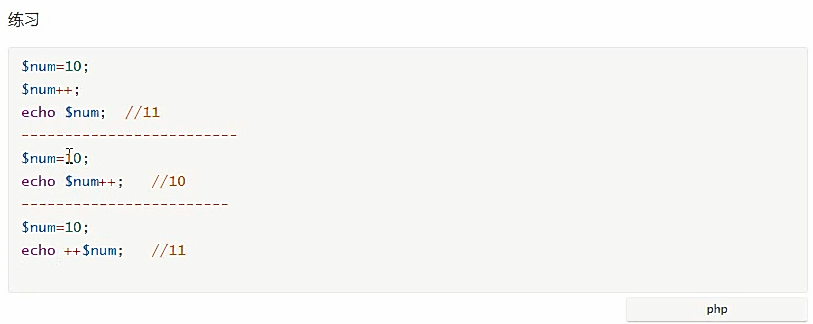 练习
$num=10;
$num++;
echo $num;  //11
-------------------------
$num=10;
echo $num++;   //10
------------------------
$num=10;
echo ++$num;   //11
php